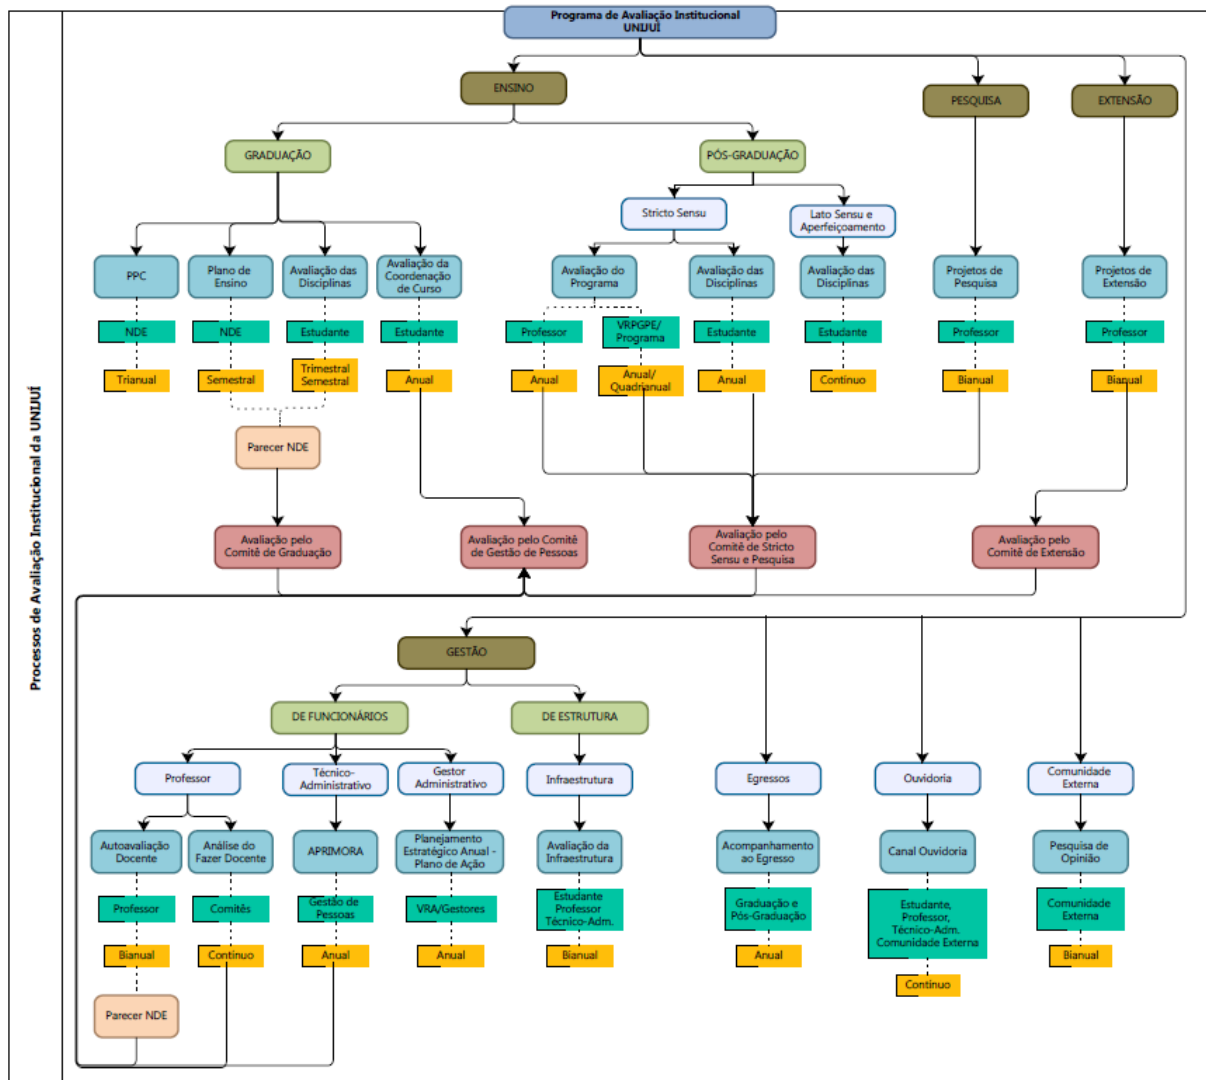 Programa de Avaliação Institucional
UNIJUÍ
Processos de Avaliação Institucional da UNIJUÍ
ENSINO
PESQUISA
EXTENSÃO
GRADUAÇÃO
PÓS-GRADUAÇÃO
Stricto Sensu
Lato Sensu e
Aperfeiçoamento
PPC
Plano de
Ensino
Avaliação das
Disciplinas
Avaliação da
Coordenação
de Curso
Avaliação do
Programa
Avaliação das
Disciplinas
Avaliação das
Disciplinas
Projetos de
Pesquisa
Projetos de
Extensão
NDE
NDE
Estudante
Estudante
Professor
VRPGPE/
Programa
Estudante
Estudante
Professor
Professor
Trianual
Semestral
Trimestral
Semestral
Anual
Anual
Anual/
Quadrianual
Anual
Contínuo
Bianual
Bianual
Parecer NDE
Avaliação pelo
Comitê de Graduação
Avaliação pelo Comitê
de Gestão de Pessoas
Avaliação pelo
Comitê de Stricto
Sensu e Pesquisa
Avaliação pelo
Comitê de Extensão
GESTÃO
DE FUNCIONÁRIOS
DE ESTRUTURA
Professor
Técnico-
Administrativo
Gestor
Administrativo
Infraestrutura
Egressos
Ouvidoria
Comunidade
Externa
Autoavaliação
Docente
Análise do
Fazer Docente
APRIMORA
Planejamento
Estratégico Anual -
Plano de Ação
Avaliação da
Infraestrutura
Acompanhamento
ao Egresso
Canal Ouvidoria
Pesquisa de
Opinião
Professor
Comitês
Gestão de
Pessoas
VRA/Gestores
Estudante
Professor
Técnico-Adm.
Graduação e
Pós-Graduação
Estudante,
Professor,
Técnico-Adm.
Comunidade Externa
Comunidade
Externa
Bianual
Contínuo
Anual
Anual
Bianual
Anual
Contínuo
Bianual
Parecer NDE